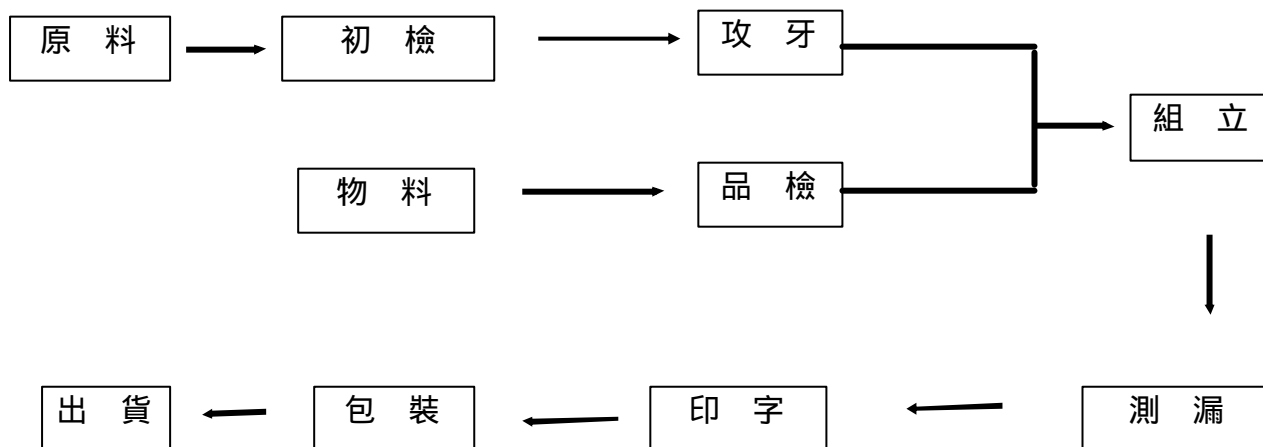 原 料
初 檢
攻 牙
組 立
物 料
品 檢
出 貨
包 裝
印 字
測 漏